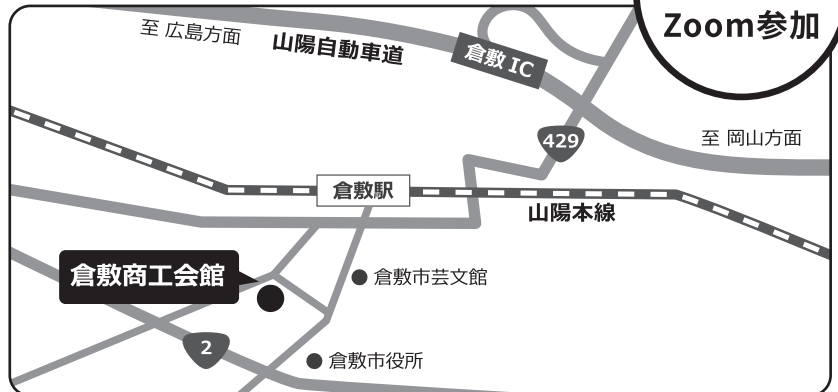 Zoom参加
至 広島方面
山陽自動車道
倉敷 IC
429
至 岡山方面
倉敷駅
山陽本線
倉敷商工会館
倉敷市芸文館
2
倉敷市役所